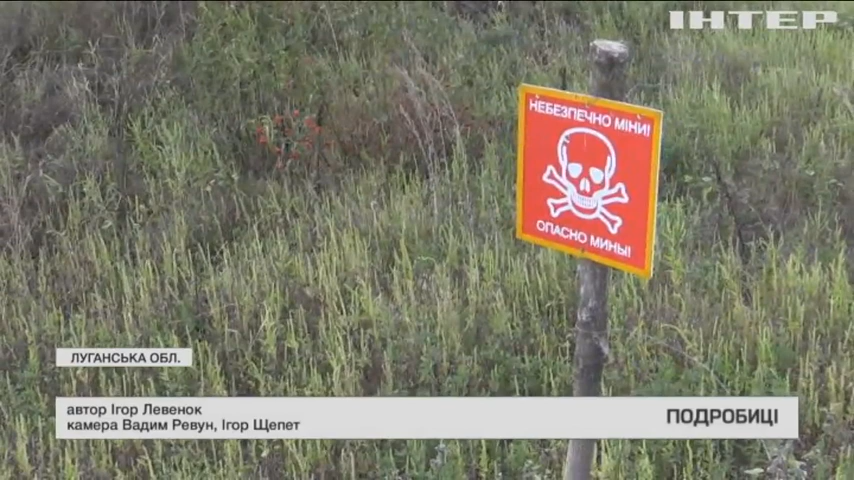 ІНТЕР
НЕБЕЗПЕЧНО МІНИ!
ОПАСНО МИНЫ!
ЛУГАНСЬКА ОБЛ.
автор Ігор Левенок
камера Вадим Ревун, Ігор Щепет
ПОДРОБИЦІ